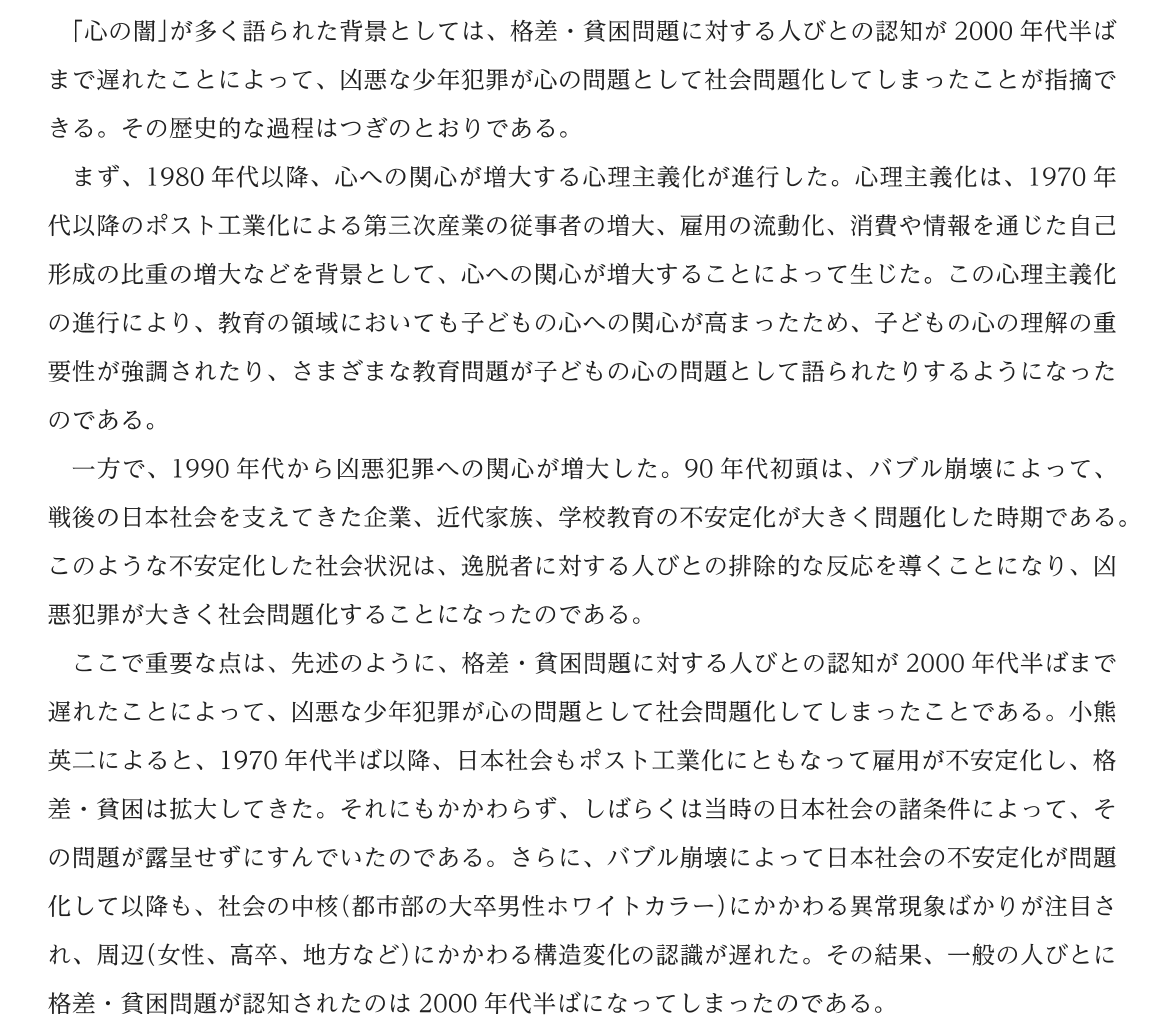 「心の闇」が多く語られた背景としては、格差・貧困問題に対する人びとの認知が 2000 年代半ば
まで遅れたことによって、凶悪な少年犯罪が心の問題として社会問題化してしまったことが指摘で
きる。その歴史的な過程はつぎのとおりである。
まず、1980 年代以降、心への関心が増大する心理主義化が進行した。心理主義化は、1970 年
代以降のポスト工業化による第三次産業の従事者の増大、雇用の流動化、消費や情報を通じた自己
形成の比重の増大などを背景として、心への関心が増大することによって生じた。この心理主義化
の進行により、教育の領域においても子どもの心への関心が高まったため、子どもの心の理解の重
要性が強調されたり、さまざまな教育問題が子どもの心の問題として語られたりするようになった
のである。
一方で、1990 年代から凶悪犯罪への関心が増大した。90 年代初頭は、バブル崩壊によって、
戦後の日本社会を支えてきた企業、近代家族、学校教育の不安定化が大きく問題化した時期である。
このような不安定化した社会状況は、逸脱者に対する人びとの排除的な反応を導くことになり、凶
悪犯罪が大きく社会問題化することになったのである。
ここで重要な点は、先述のように、格差・貧困問題に対する人びとの認知が 2000 年代半ばまで
遅れたことによって、凶悪な少年犯罪が心の問題として社会問題化してしまったことである。小熊
英二によると、1970 年代半ば以降、日本社会もポスト工業化にともなって雇用が不安定化し、格
差・貧困は拡大してきた。それにもかかわらず、しばらくは当時の日本社会の諸条件によって、そ
の問題が露呈せずにすんでいたのである。さらに、バブル崩壊によって日本社会の不安定化が問題
化して以降も、社会の中核(都市部の大卒男性ホワイトカラー)にかかわる異常現象ばかりが注目さ
れ、周辺(女性、高卒、地方など)にかかわる構造変化の認識が遅れた。その結果、一般の人びとに
格差・貧困問題が認知されたのは 2000 年代半ばになってしまったのである。